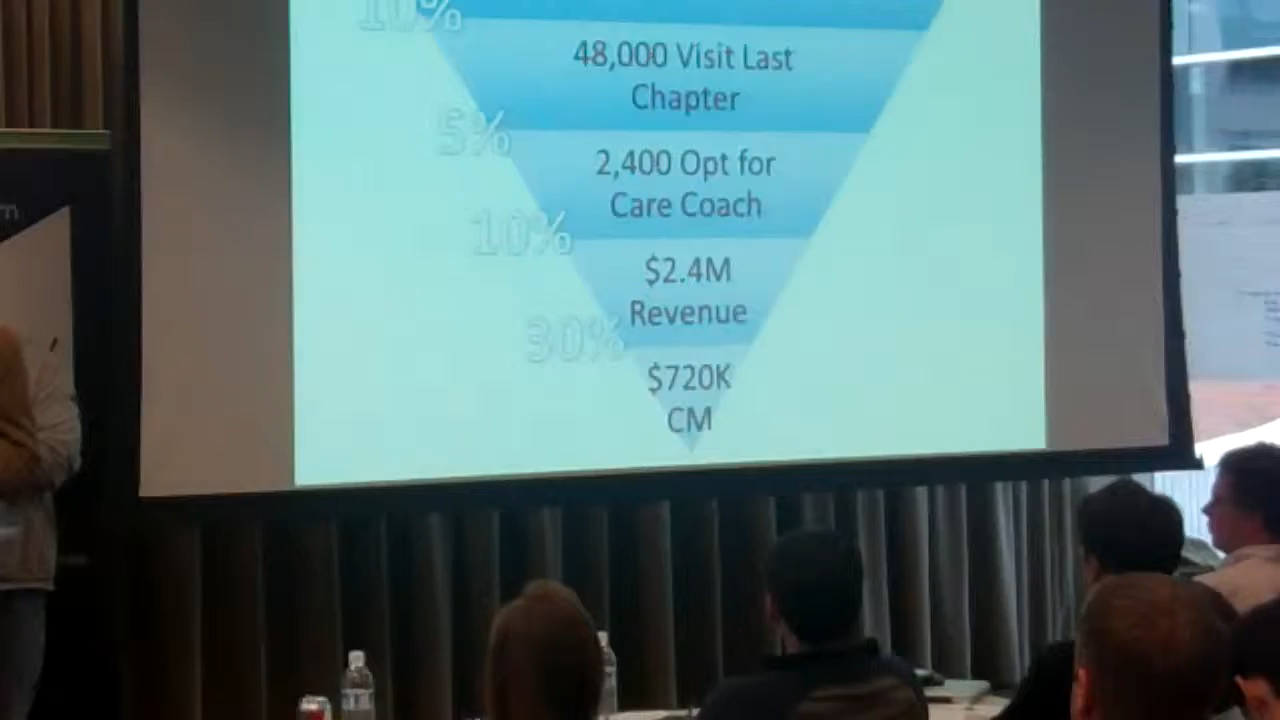 10%
48,000 Visit Last
Chapter
5%
2,400 Opt for
Care Coach
10%
$2.4M
Revenue
30%
$720K
CM